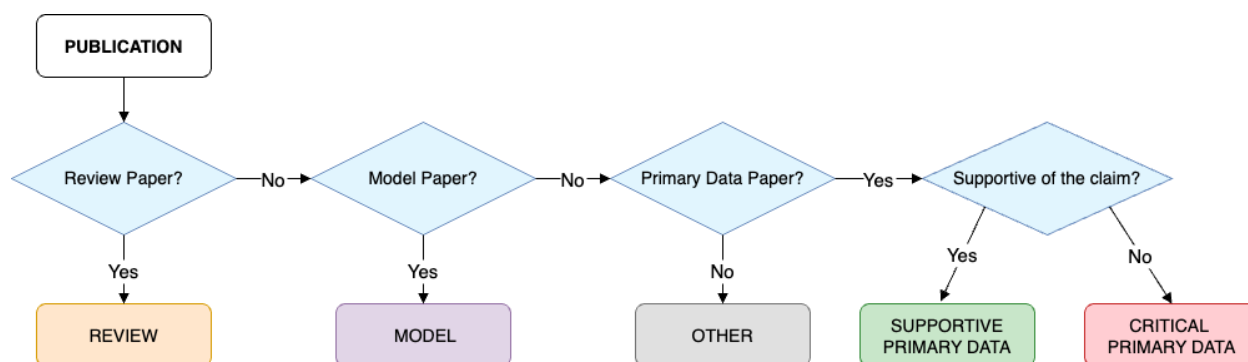 PUBLICATION
Review Paper?
No
Model Paper?
No
Primary Data Paper?
Yes
Supportive of the claim?
Yes
Yes
No
Yes
No
REVIEW
MODEL
OTHER
SUPPORTIVE
PRIMARY DATA
CRITICAL
PRIMARY DATA